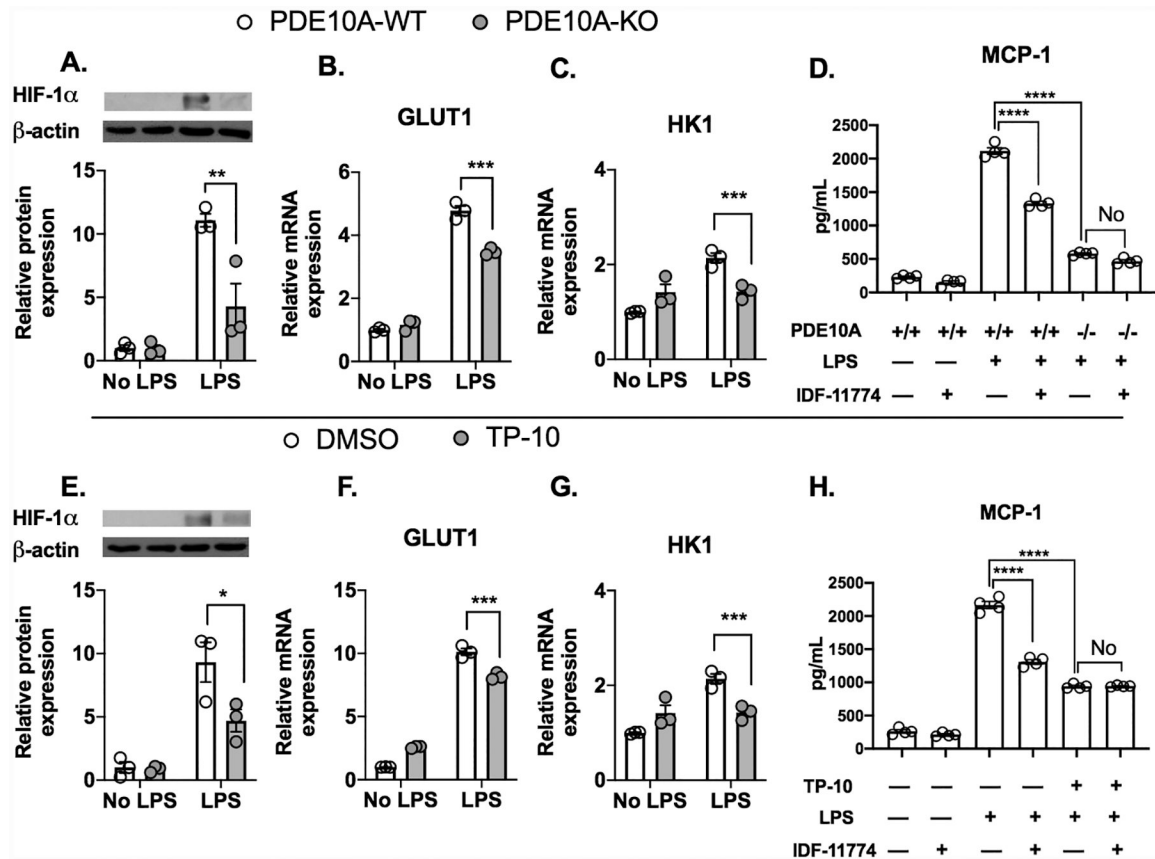 PDE10A-WT PDE10A-KO
A.
HIF-1α
β-actin
Relative protein
expression
15
10
5
0
**
No LPS LPS
B.
GLUT1
Relative mRNA
expression
6
4
2
0
***
No LPS LPS
C.
HK1
Relative mRNA
expression
4
2
0
***
No LPS LPS
D.
MCP-1
pg/mL
2500
2000
1500
1000
500
0
****
****
No
PDE10A +/+ +/+ +/+ +/+ -/- -/-
LPS — — + + + +
IDF-11774 — + — + — +
DMSO TP-10
E.
HIF-1α
β-actin
Relative protein
expression
15
10
5
0
*
No LPS LPS
F.
GLUT1
Relative mRNA
expression
15
10
5
0
***
No LPS LPS
G.
HK1
Relative mRNA
expression
4
2
0
***
No LPS LPS
H.
MCP-1
pg/mL
2500
2000
1500
1000
500
0
****
****
No
TP-10 — — — — + +
LPS — — + + + +
IDF-11774 — + — + — +